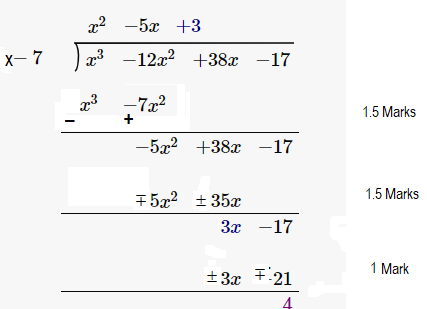 x² −5x +3
x− 7 ) x³ −12x² +38x −17
x³ −7x²
− + 1.5 Marks
−5x² +38x −17
∓5x² ±35x 1.5 Marks
3x −17
±3x ∓21 1 Mark
4